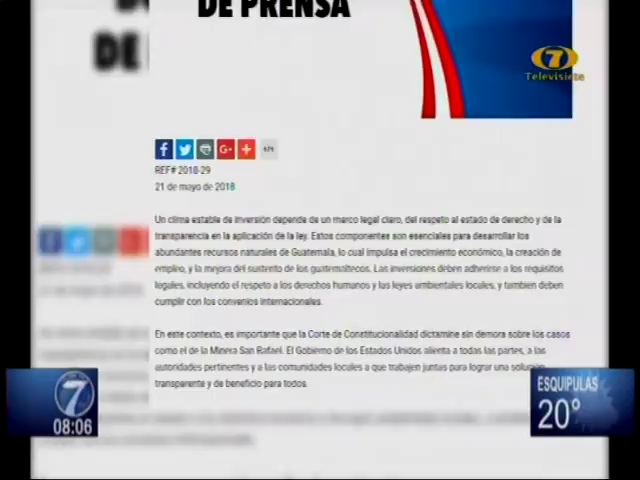 DE PRENSA
7
Televisiete
DE
REF# 2018-29
21 de mayo de 2018
Un clima estable de inversión depende de un marco legal claro, del respeto al estado de derecho y de la
transparencia en la aplicación de la ley. Estos componentes son esenciales para desarrollar los
abundantes recursos naturales de Guatemala, lo cual impulsa el crecimiento económico, la creación de
empleo, y la mejora del sustento de los guatemaltecos. Las inversiones deben adherirse a los requisitos
legales, incluyendo el respeto a los derechos humanos y las leyes ambientales locales, y también deben
cumplir con los convenios internacionales.
En este contexto, es importante que la Corte de Constitucionalidad dictamine sin demora sobre los casos
como el de la Minera San Rafael. El Gobierno de los Estados Unidos alienta a todas las partes, a las
autoridades pertinentes y a las comunidades locales a que trabajen juntas para lograr una solución
transparente y de beneficio para todos.
7
08:06
ESQUIPULAS
20°